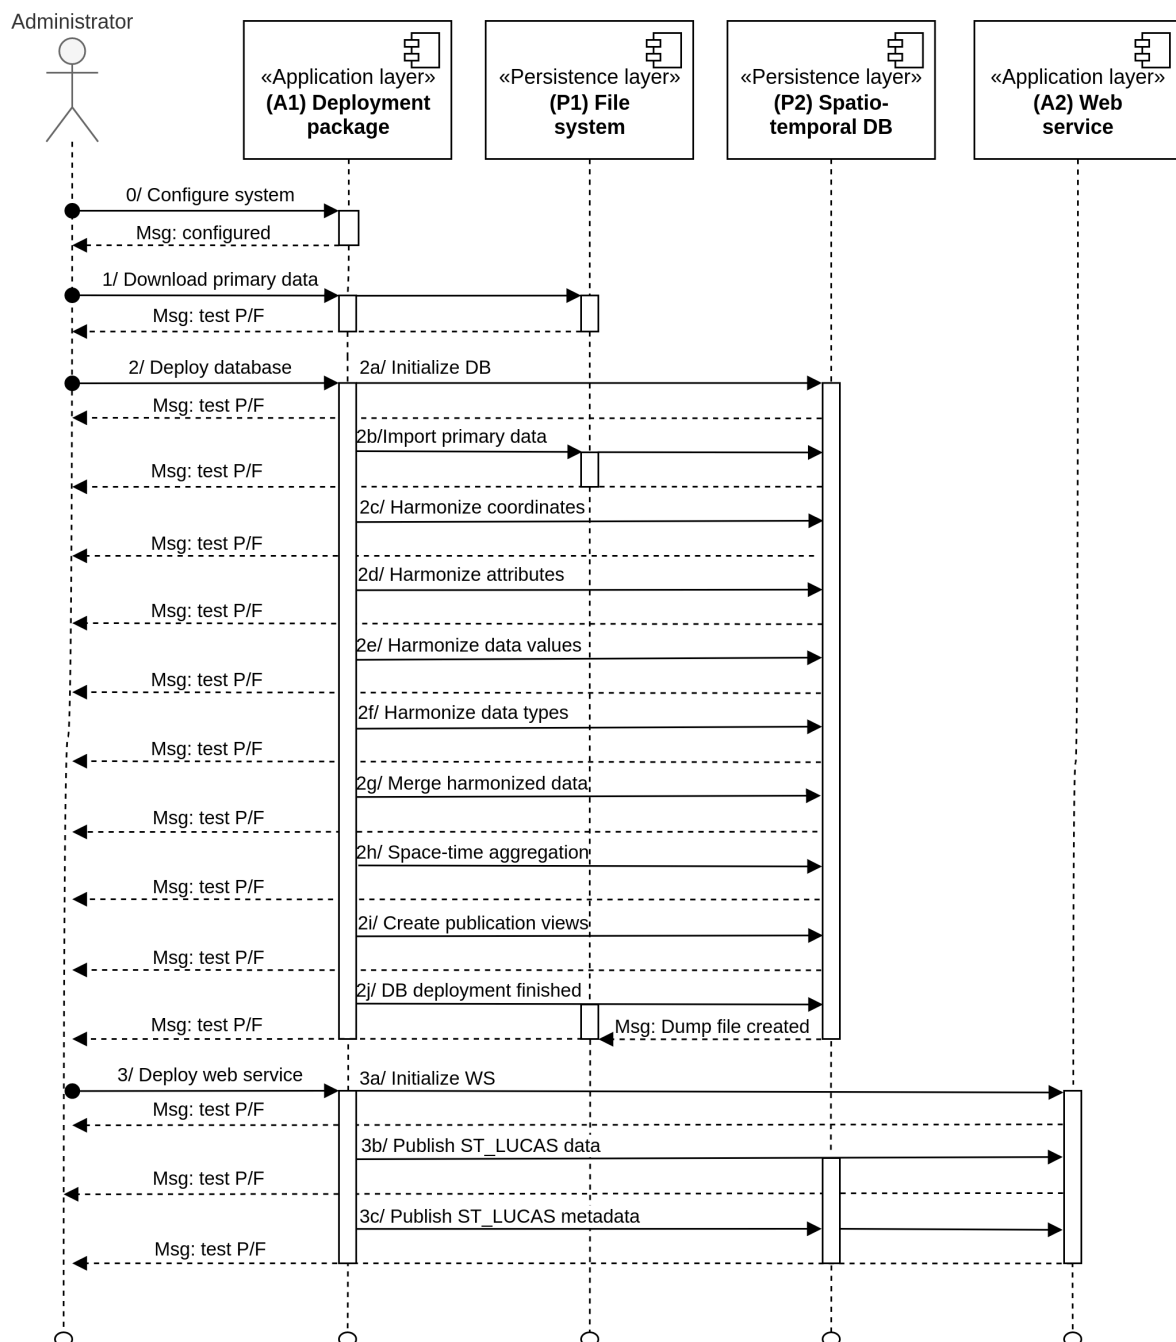 Administrator
«Application layer»
(A1) Deployment
package
«Persistence layer»
(P1) File
system
«Persistence layer»
(P2) Spatio-
temporal DB
«Application layer»
(A2) Web
service
0/ Configure system
Msg: configured
1/ Download primary data
Msg: test P/F
2/ Deploy database
2a/ Initialize DB
Msg: test P/F
2b/Import primary data
Msg: test P/F
2c/ Harmonize coordinates
Msg: test P/F
2d/ Harmonize attributes
Msg: test P/F
2e/ Harmonize data values
Msg: test P/F
2f/ Harmonize data types
Msg: test P/F
2g/ Merge harmonized data
Msg: test P/F
2h/ Space-time aggregation
Msg: test P/F
2i/ Create publication views
Msg: test P/F
2j/ DB deployment finished
Msg: test P/F
Msg: Dump file created
3/ Deploy web service
3a/ Initialize WS
Msg: test P/F
3b/ Publish ST_LUCAS data
Msg: test P/F
3c/ Publish ST_LUCAS metadata
Msg: test P/F